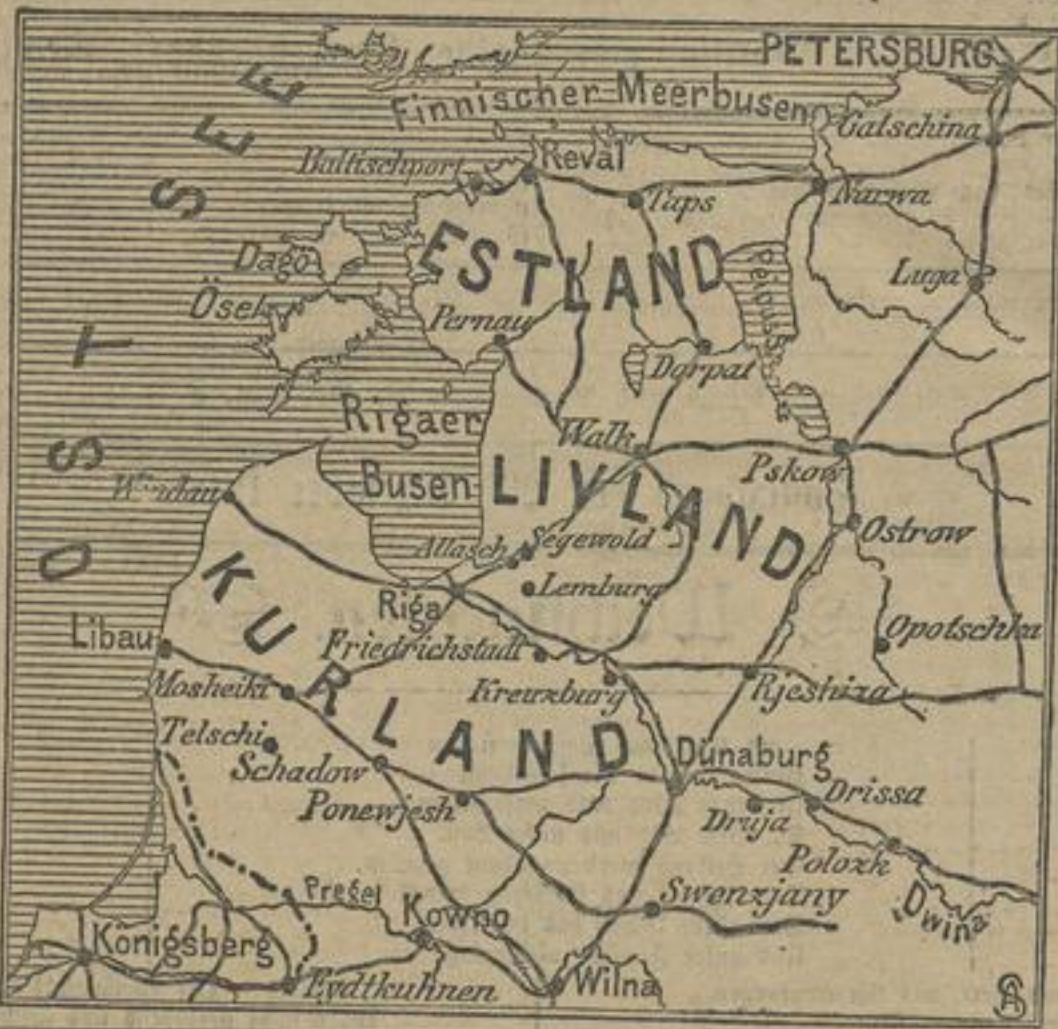 PETERSBURG
Finnischer Meerbusen
Gatschina
OSTSEE
Baltischport
Reval
Taps
Narwa
Dagö
ESTLAND
Peipus S.
Luga
Ösel
Pernau
Dorpat
Rigaer
Busen
Walk
Pskow
Windau
LIVLAND
Ostrow
Allasch
Segewold
Lemburg
Riga
KURLAND
Libau
Friedrichstadt
Opotschka
Mosheiki
Kreuzburg
Rjeshiza
Telschi
Schadow
Dünaburg
Ponewjesh
Druja
Drissa
Polozk
Pregel
Kowno
Swenzjany
Dwina
Königsberg
Eydtkuhnen
Wilna